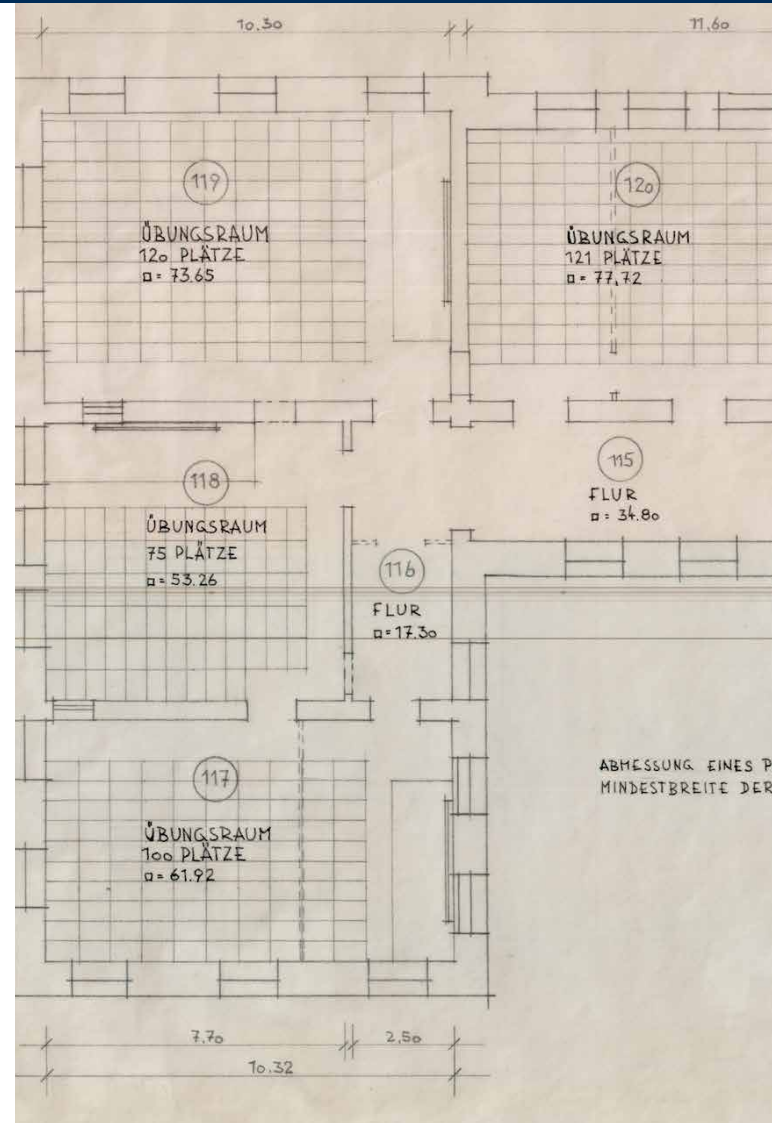 10.30
11.60
119
ÜBUNGSRAUM
120 PLÄTZE
□= 73.65
120
ÜBUNGSRAUM
121 PLÄTZE
□= 77,72
118
ÜBUNGSRAUM
75 PLÄTZE
□= 53.26
115
FLUR
□= 34.80
116
FLUR
□=17.30
117
ÜBUNGSRAUM
100 PLÄTZE
□= 61.92
ABMESSUNG EINES P
MINDESTBREITE DER
7.70
2,50
10.32